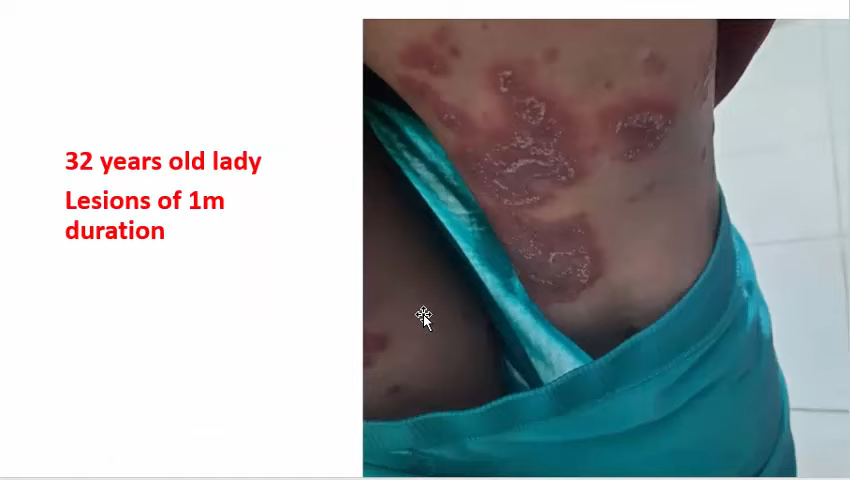 32 years old lady
Lesions of 1m
duration